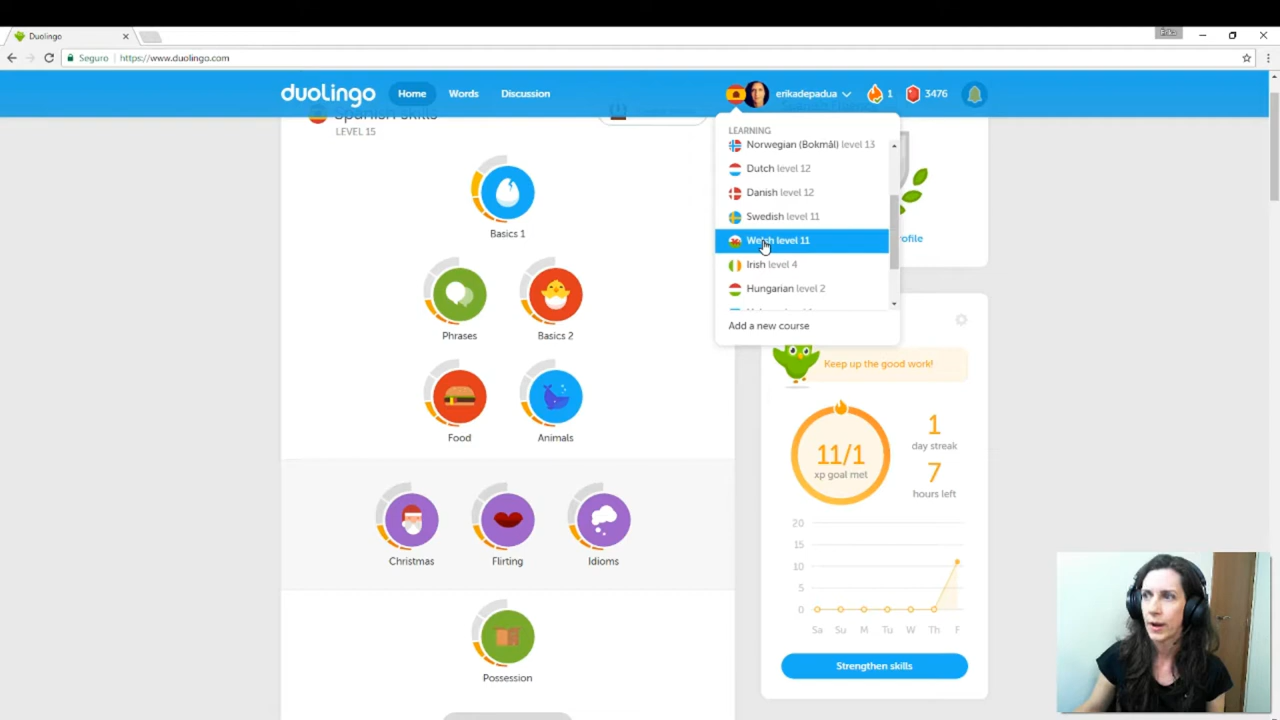 Duolingo
Erika
Seguro
https://www.duolingo.com
duolingo
Home
Words
Discussion
erikadepadua
1
3476
Spanish skills
LEVEL 15
LEARNING
Norwegian (Bokmål) level 13
Dutch level 12
Danish level 12
Swedish level 11
Welsh level 11
Irish level 4
Hungarian level 2
Add a new course
Basics 1
Phrases
Basics 2
Food
Animals
Christmas
Flirting
Idioms
Possession
Keep up the good work!
11/1
xp goal met
1
day streak
7
hours left
20
15
10
5
0
Sa Su M Tu W Th F
Strengthen skills